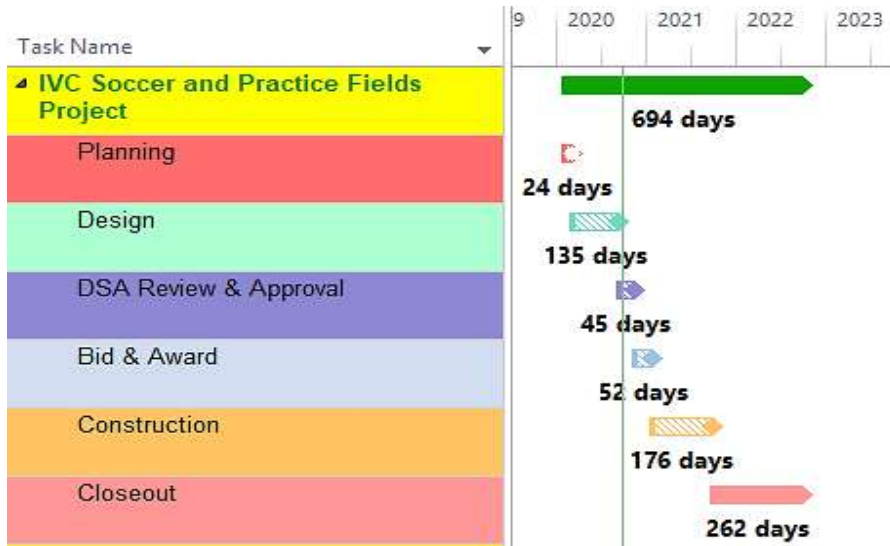 9 2020 2021 2022 2023
Task Name
IVC Soccer and Practice Fields
Project
694 days
Planning
24 days
Design
135 days
DSA Review & Approval
45 days
Bid & Award
52 days
Construction
176 days
Closeout
262 days